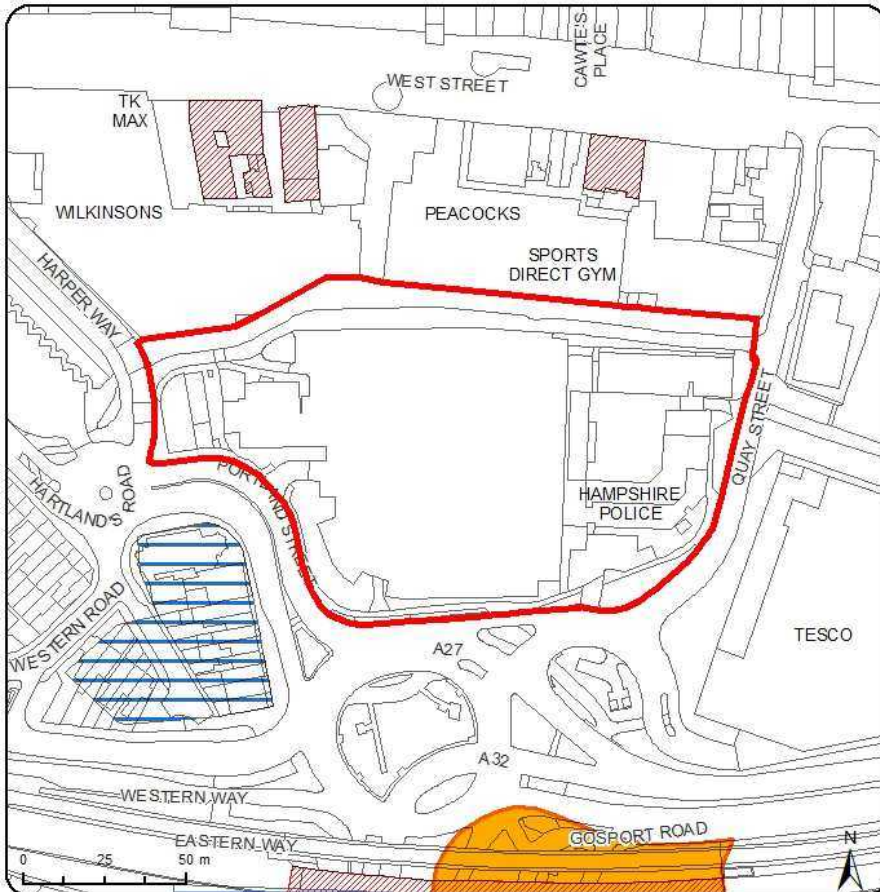 CAWTE'S
PLACE
WEST STREET
TK
MAX
WILKINSONS
PEACOCKS
SPORTS
DIRECT GYM
HARPER WAY
QUAY STREET
PORTLAND STREET
HAMPSHIRE
POLICE
HARTLAND'S
ROAD
WESTERN ROAD
TESCO
A27
A32
WESTERN WAY
GOSPORT ROAD
EASTERN WAY
N
0 25 50 m